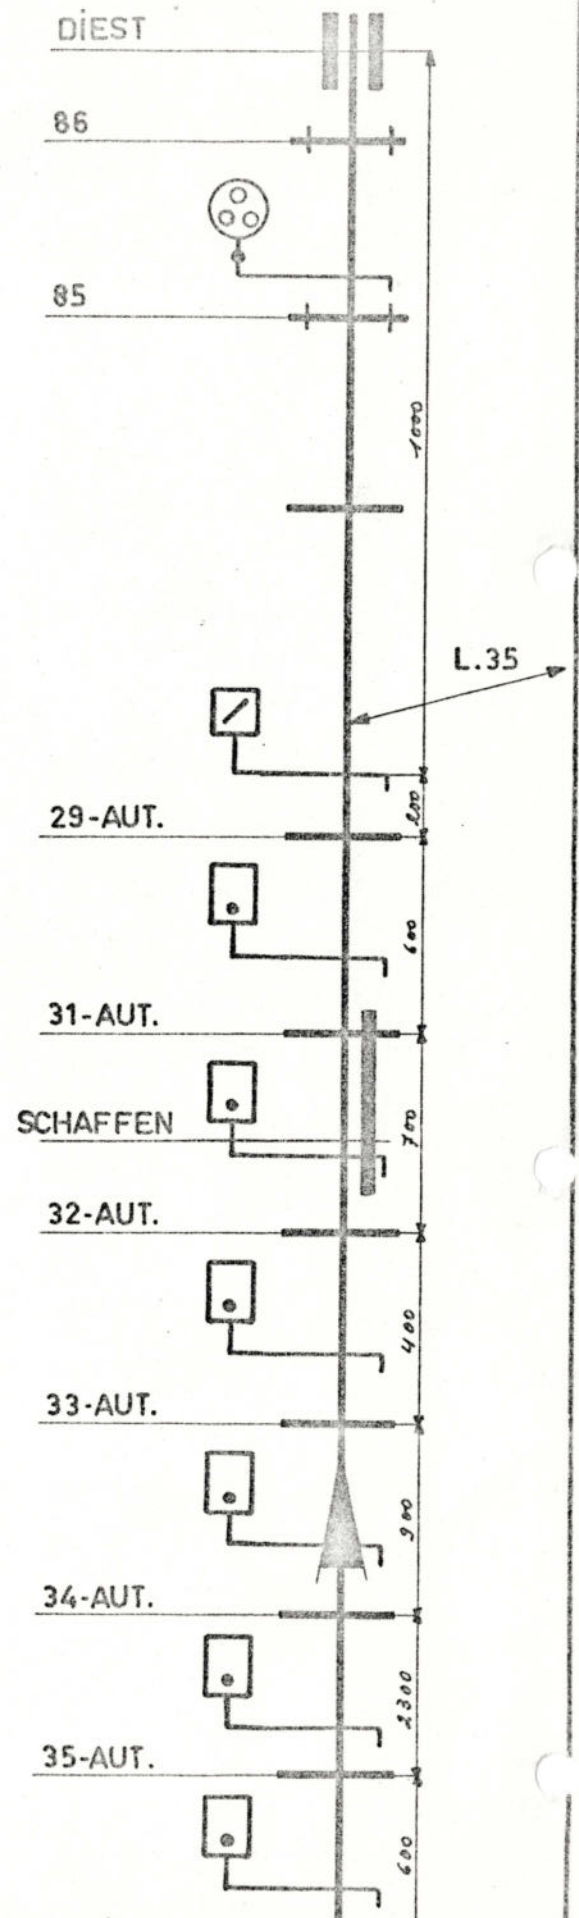 DiEST
86
85
1000
L.35
29-AUT.
200
600
31-AUT.
SCHAFFEN
700
32-AUT.
400
33-AUT.
900
34-AUT.
2300
35-AUT.
600